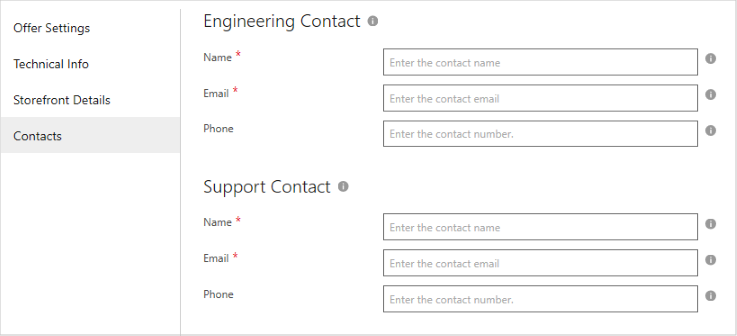 Offer Settings
Technical Info
Storefront Details
Contacts
Engineering Contact
Name *
Enter the contact name
Email *
Enter the contact email
Phone
Enter the contact number.
Support Contact
Name *
Enter the contact name
Email *
Enter the contact email
Phone
Enter the contact number.